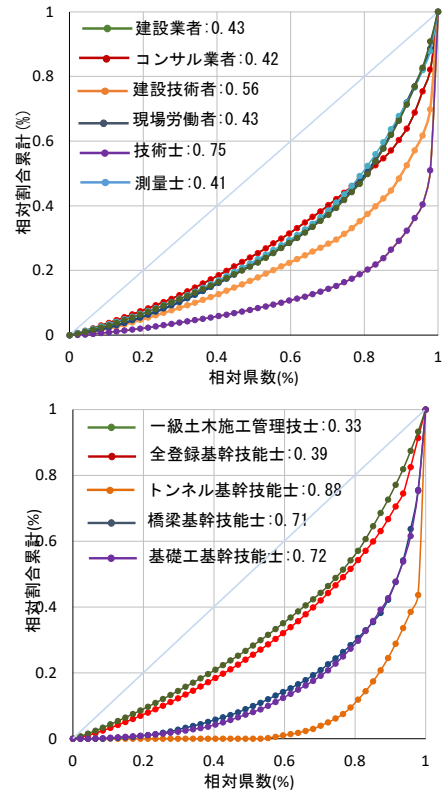 1
0.8
0.6
0.4
0.2
0
相対割合累計(%)
建設業者:0.43
コンサル業者:0.42
建設技術者:0.56
現場労働者:0.43
技術士:0.75
測量士:0.41
0 0.2 0.4 0.6 0.8 1
相対県数(%)
1
0.8
0.6
0.4
0.2
0
相対割合累計(%)
一級土木施工管理技士:0.33
全登録基幹技能士:0.39
トンネル基幹技能士:0.88
橋梁基幹技能士:0.71
基礎工基幹技能士:0.72
0 0.2 0.4 0.6 0.8 1
相対県数(%)